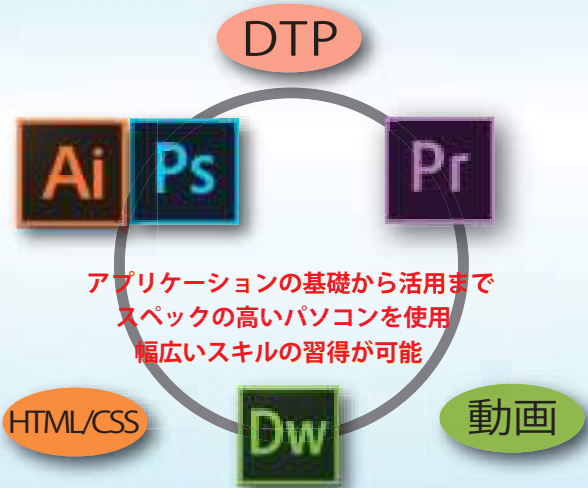 DTP
Ai Ps Pr
アプリケーションの基礎から活用まで
スペックの高いパソコンを使用
幅広いスキルの習得が可能
HTML/CSS Dw 動画